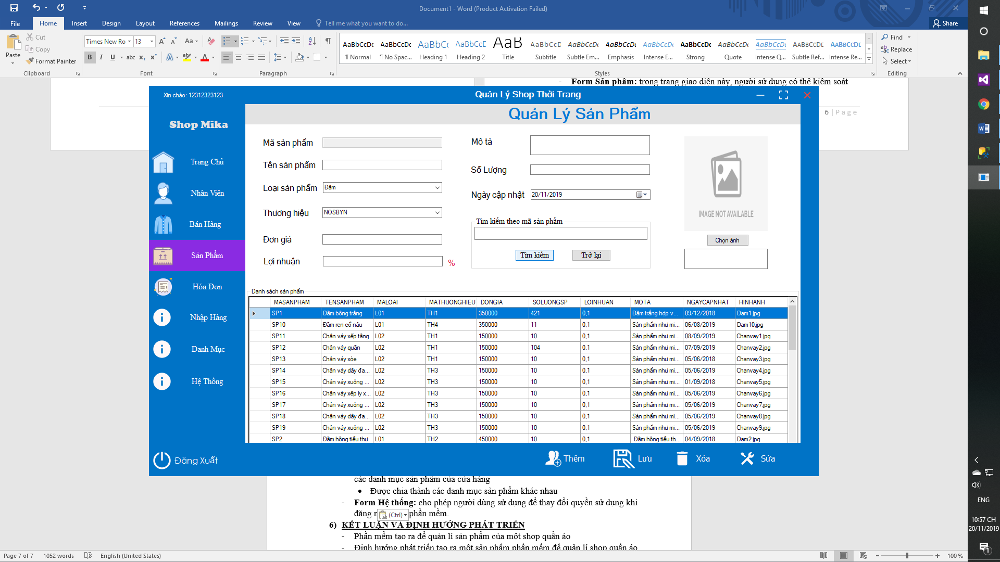 Document1 - Word (Product Activation Failed)
File Home Insert Design Layout References Mailings Review View Tell me what you want to do... Share
Paste Cut Copy Format Painter Clipboard
Times New Ro 13 Aa
B I U abc x₂ x² A ab A Font
Paragraph
AaBbCcDc AaBbCcDc AaBbCc AaBbCcD AaB AaBbCcD AaBbCcDc AaBbCcDc AaBbCcDc AaBbCcDc AaBbCcDc AaBbCcDc AABBCCDD AABBCCDD
¶ Normal ¶ No Spac... Heading 1 Heading 2 Title Subtitle Subtle Em... Emphasis Intense E... Strong Quote Intense Q... Subtle Ref... Intense Re...
Styles
Find Replace Select Editing
- Form Sản phẩm: trong trang giao diện này, người sử dụng có thể kiểm soát
6 | Page
Xin chào: 12312323123
Quản Lý Shop Thời Trang
Shop Mika
Trang Chủ
Nhân Viên
Bán Hàng
Sản Phẩm
Hóa Đơn
Nhập Hàng
Danh Mục
Hệ Thống
Đăng Xuất
Quản Lý Sản Phẩm
Mã sản phẩm
Tên sản phẩm
Loại sản phẩm Đầm
Thương hiệu NOSBYN
Đơn giá
Lợi nhuận %
Mô tả
Số Lượng
Ngày cập nhật 20/11/2019
Tìm kiếm theo mã sản phẩm
Tìm kiếm Trở lại
IMAGE NOT AVAILABLE
Chọn ảnh
Danh sách sản phẩm
MASANPHAM TENSANPHAM MALOAI MATHUONGHIEU DONGIA SOLUONGSP LOINHUAN MOTA NGAYCAPNHAT HINHANH
SP1 Đầm bông trắng L01 TH1 350000 421 0,1 Đầm trắng hợp v... 09/12/2018 Dam1.jpg
SP10 Đầm ren cổ nâu L01 TH4 350000 11 0,1 Sản phẩm như mi... 06/08/2019 Dam10.jpg
SP11 Chân váy xếp tầng L02 TH1 150000 10 0,1 Sản phẩm như mi... 08/09/2019 Chanvay1.jpg
SP12 Chân váy quần L02 TH1 150000 104 0,1 Sản phẩm như mi... 07/09/2019 Chanvay2.jpg
SP13 Chân váy xòe L02 TH1 150000 10 0,1 Sản phẩm như mi... 05/06/2018 Chanvay3.jpg
SP14 Chân váy dây đa... L02 TH3 150000 10 0,1 Sản phẩm như mi... 05/06/2019 Chanvay4.jpg
SP15 Chân váy xuông ... L02 TH3 150000 10 0,1 Sản phẩm như mi... 01/09/2018 Chanvay5.jpg
SP16 Chân váy xếp ly x... L02 TH3 150000 10 0,1 Sản phẩm như mi... 05/06/2019 Chanvay6.jpg
SP17 Chân váy xuông ... L02 TH3 150000 10 0,1 Sản phẩm như mi... 05/06/2019 Chanvay7.jpg
SP18 Chân váy dây đa... L02 TH3 150000 10 0,1 Sản phẩm như mi... 05/06/2019 Chanvay8.jpg
SP19 Chân váy xuông ... L02 TH3 150000 10 0,1 Sản phẩm như mi... 05/06/2019 Chanvay9.jpg
SP2 Đầm hồng tiểu thư L01 TH2 450000 10 0,1 Đầm hồng tiểu th... 04/09/2018 Dam2.jpg
Thêm Lưu Xóa Sửa
các danh mục sản phẩm của cửa hàng
• Được chia thành các danh mục sản phẩm khác nhau
- Form Hệ thống: cho phép người dùng sử dụng để thay đổi quyền sử dụng khi
đăng n (Ctrl) phần mềm.
6) KẾT LUẬN VÀ ĐỊNH HƯỚNG PHÁT TRIỂN
- Phần mềm tạo ra để quản lí sản phẩm của một shop quần áo
- Định hướng phát triển tạo ra một sản phẩm phần mềm để quản lí shop quần áo
Page 7 of 7 1052 words English (United States) 100 %
ENG
10:57 CH
20/11/2019
1